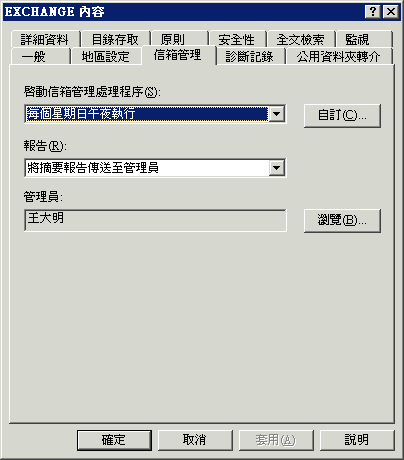 EXCHANGE 內容
詳細資料 目錄存取 原則 安全性 全文檢索 監視
一般 地區設定 信箱管理 診斷記錄 公用資料夾轉介
啟動信箱管理處理程序(S):
每個星期日午夜執行
自訂(C)...
報告(R):
將摘要報告傳送至管理員
管理員:
王大明
瀏覽(B)...
確定 取消 套用(A) 說明